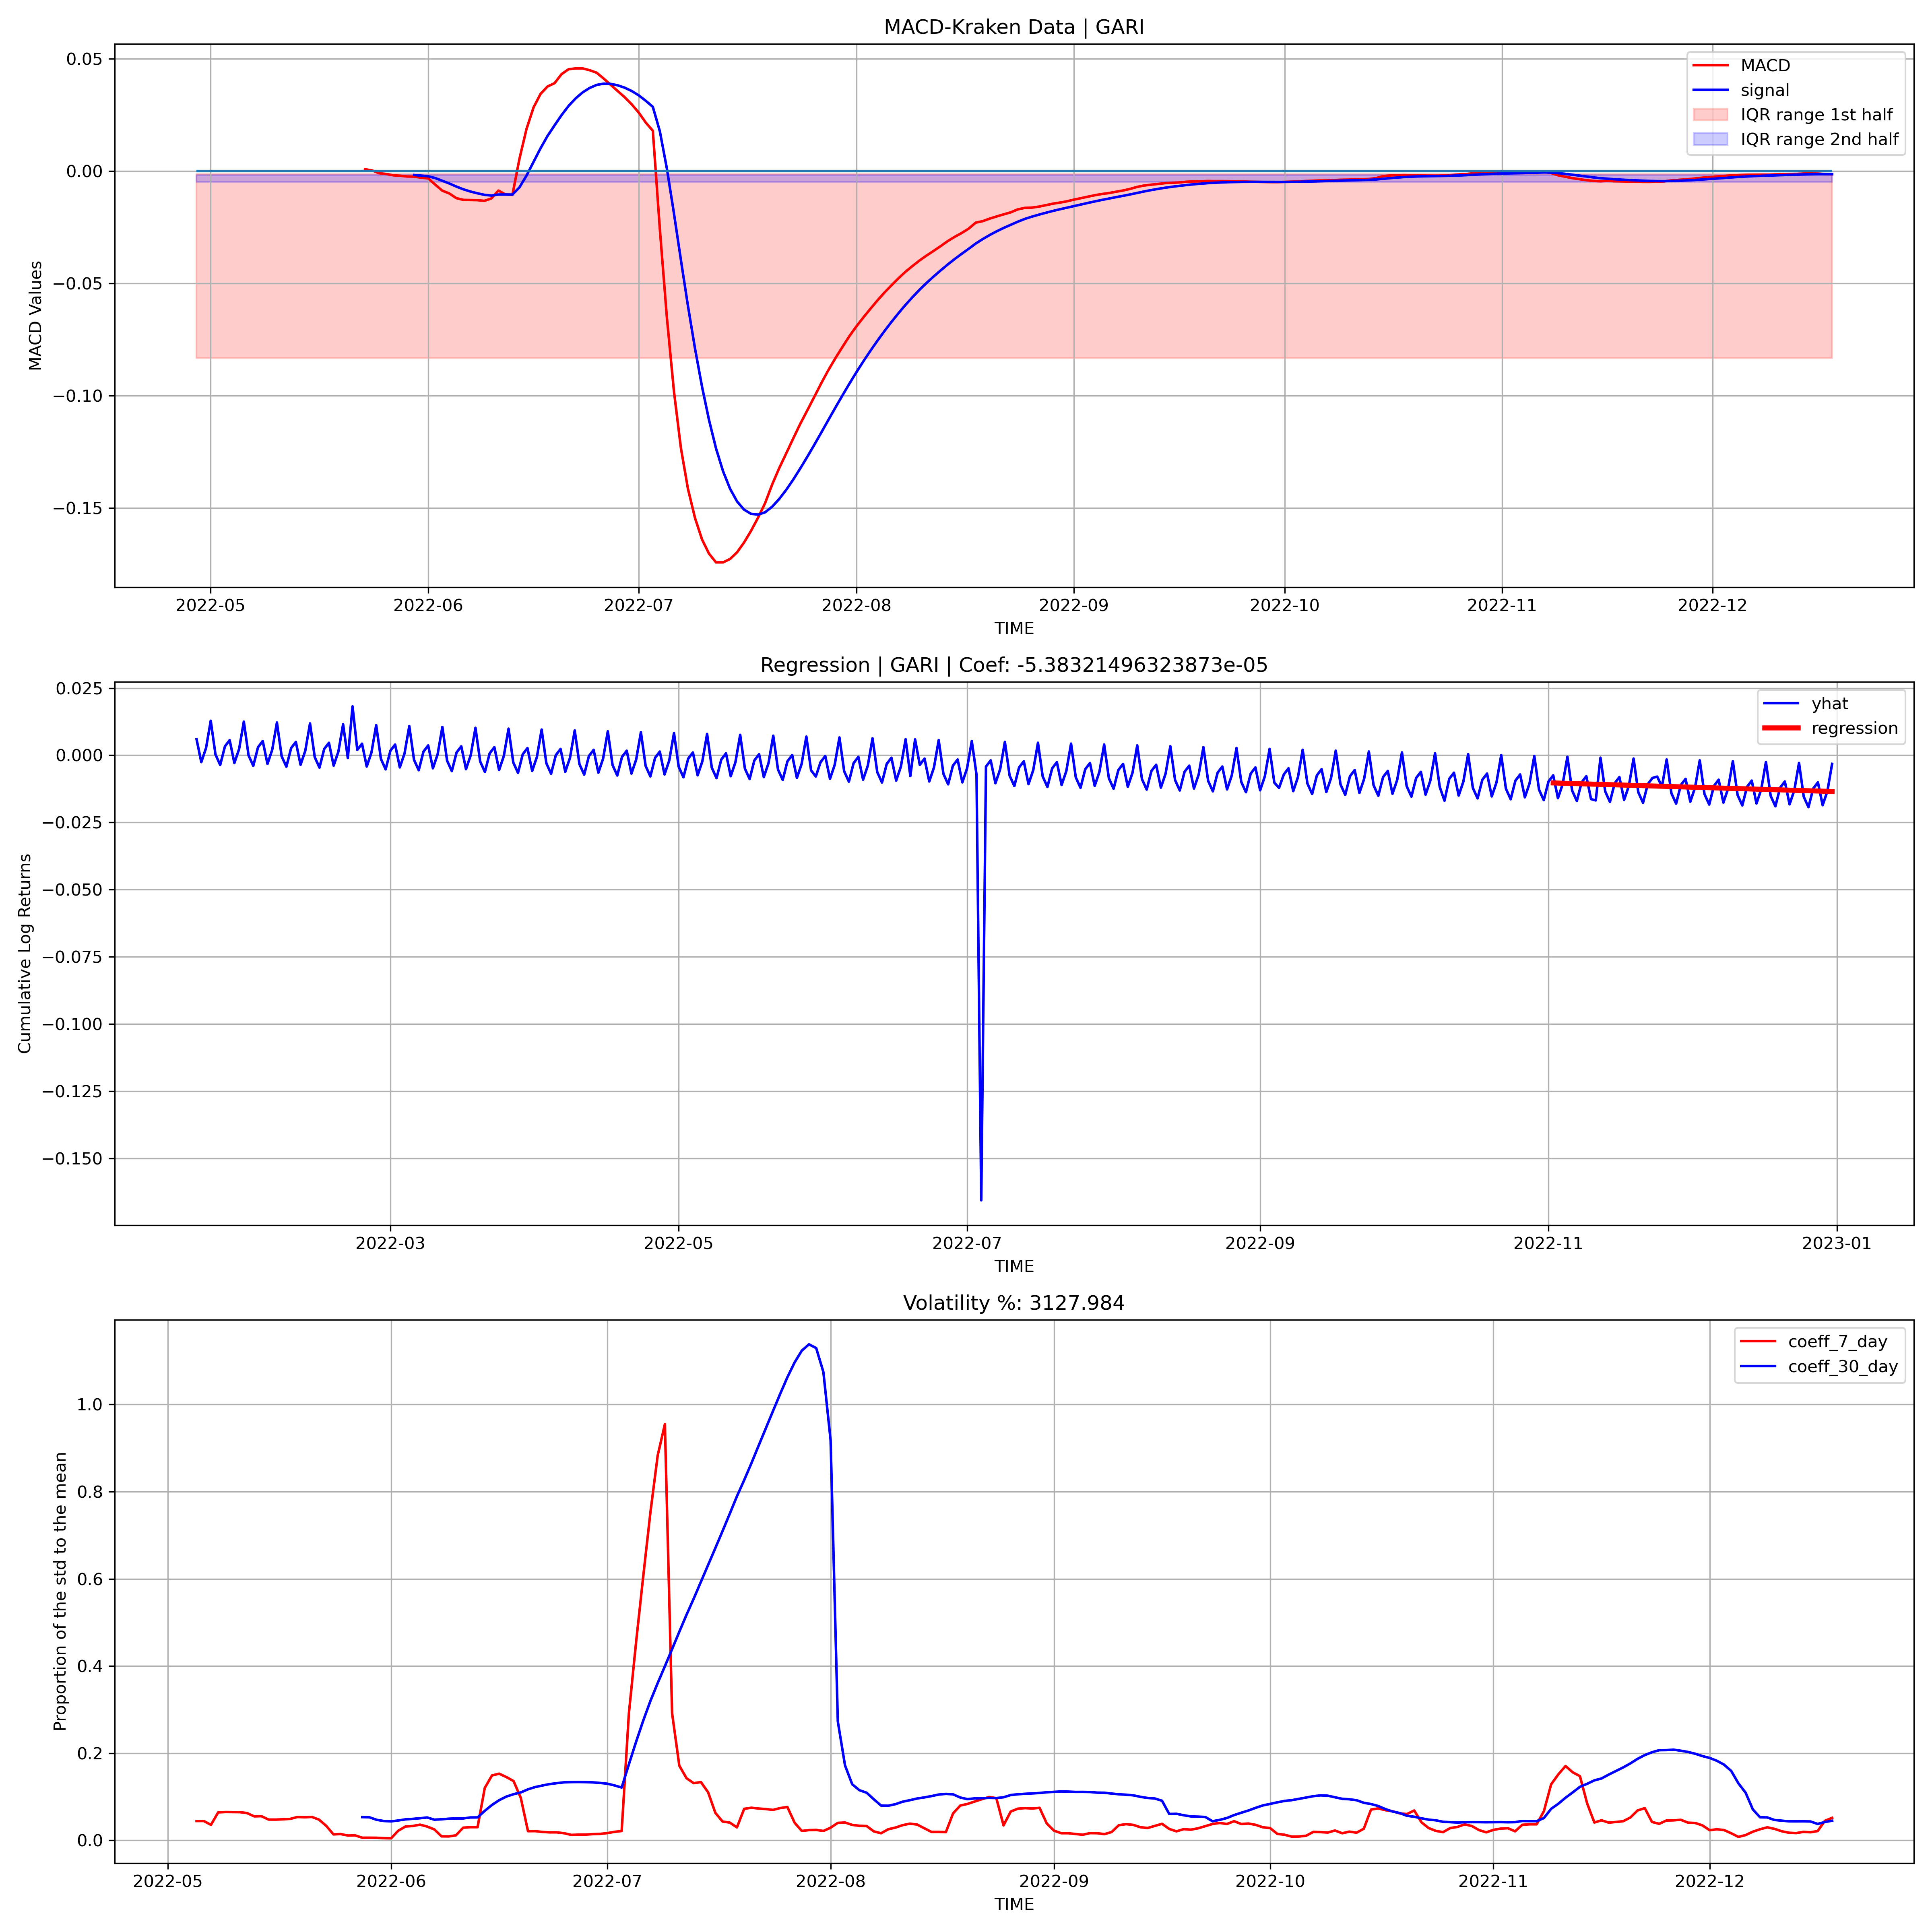 MACD-Kraken Data | GARI
MACD Values
0.05
0.00
−0.05
−0.10
−0.15
MACD
signal
IQR range 1st half
IQR range 2nd half
2022-05 2022-06 2022-07 2022-08 2022-09 2022-10 2022-11 2022-12
TIME
Regression | GARI | Coef: -5.38321496323873e-05
Cumulative Log Returns
0.025
0.000
−0.025
−0.050
−0.075
−0.100
−0.125
−0.150
yhat
regression
2022-03 2022-05 2022-07 2022-09 2022-11 2023-01
TIME
Volatility %: 3127.984
Proportion of the std to the mean
1.0
0.8
0.6
0.4
0.2
0.0
coeff_7_day
coeff_30_day
2022-05 2022-06 2022-07 2022-08 2022-09 2022-10 2022-11 2022-12
TIME